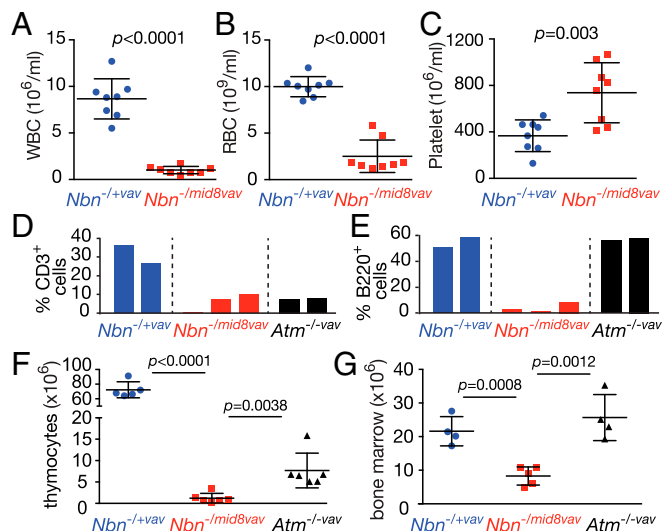 A
p<0.0001
WBC (10⁶/ml)
15
10
5
0
Nbn⁻/⁺ᵛᵃᵛ
Nbn⁻/ᵐⁱᵈ⁸ᵛᵃᵛ
B
p<0.0001
RBC (10⁹/ml)
15
10
5
0
Nbn⁻/⁺ᵛᵃᵛ
Nbn⁻/ᵐⁱᵈ⁸ᵛᵃᵛ
C
p=0.003
Platelet (10⁶/ml)
1200
800
400
0
Nbn⁻/⁺ᵛᵃᵛ
Nbn⁻/ᵐⁱᵈ⁸ᵛᵃᵛ
D
% CD3⁺
cells
40
30
20
10
0
Nbn⁻/⁺ᵛᵃᵛ
Nbn⁻/ᵐⁱᵈ⁸ᵛᵃᵛ
Atm⁻/⁻ᵛᵃᵛ
E
% B220⁺
cells
60
40
20
0
Nbn⁻/⁺ᵛᵃᵛ
Nbn⁻/ᵐⁱᵈ⁸ᵛᵃᵛ
Atm⁻/⁻ᵛᵃᵛ
F
p<0.0001
p=0.0038
thymocytes (x10⁶)
100
90
80
70
60
50
20
15
10
5
0
Nbn⁻/⁺ᵛᵃᵛ
Nbn⁻/ᵐⁱᵈ⁸ᵛᵃᵛ
Atm⁻/⁻ᵛᵃᵛ
G
p=0.0012
p=0.0008
bone marrow (x10⁶)
40
30
20
10
0
Nbn⁻/⁺ᵛᵃᵛ
Nbn⁻/ᵐⁱᵈ⁸ᵛᵃᵛ
Atm⁻/⁻ᵛᵃᵛ